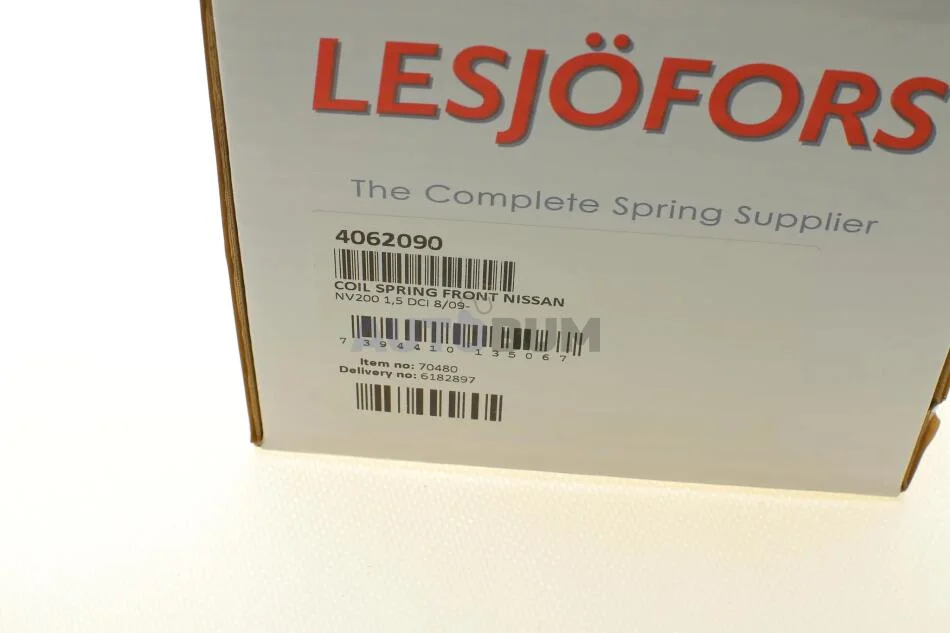 LESJÖFORS
The Complete Spring Supplier
4062090
COIL SPRING FRONT NISSAN
NV200 1,5 DCI 8/09-
AUTODUM
7 394410 135067
Item no: 70480
Delivery no: 6182897